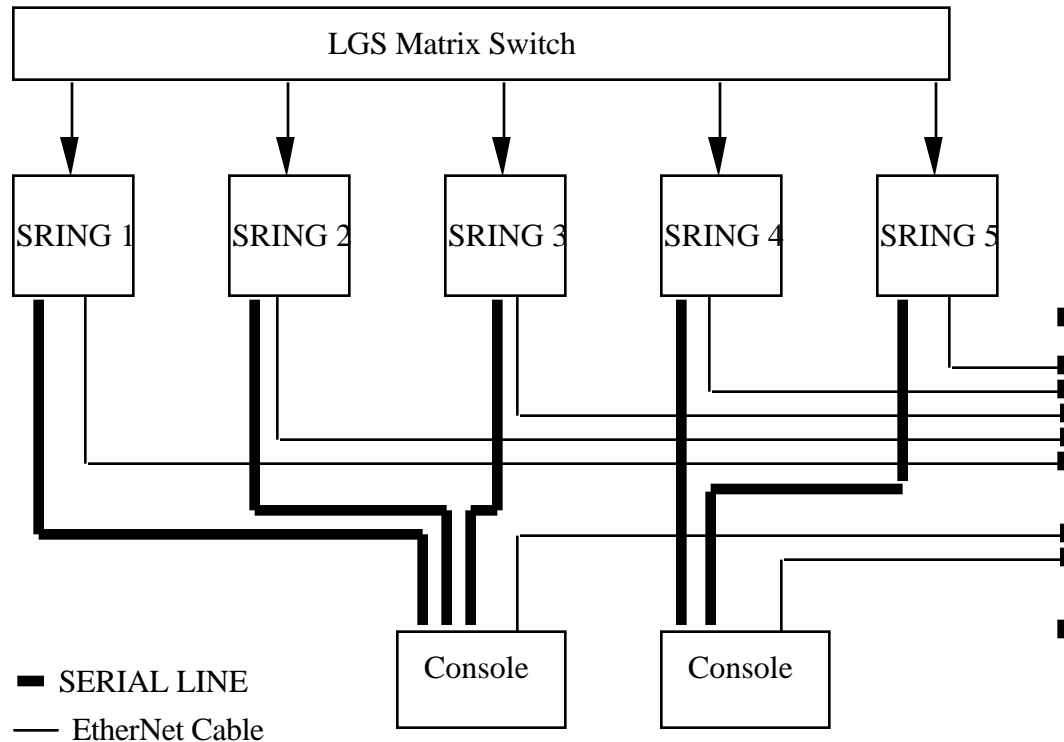 LGS Matrix Switch
SRING 1
SRING 2
SRING 3
SRING 4
SRING 5
Console
Console
SERIAL LINE
EtherNet Cable